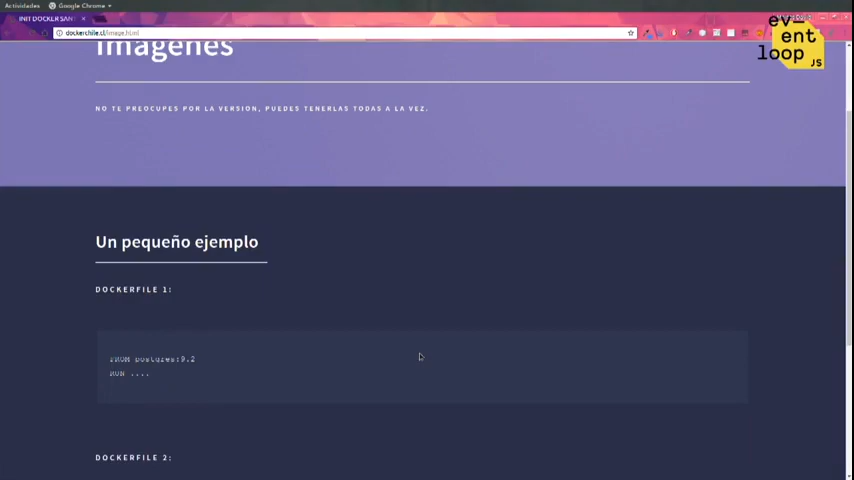 Actividades Google Chrome
INIT DOCKER SAN
dockerchile.cl/image.html
ev
ent
loop
JS
Imágenes
NO TE PREOCUPES POR LA VERSION, PUEDES TENERLAS TODAS A LA VEZ.
Un pequeño ejemplo
DOCKERFILE 1:
FROM postgres:9.2
RUN ....
DOCKERFILE 2: